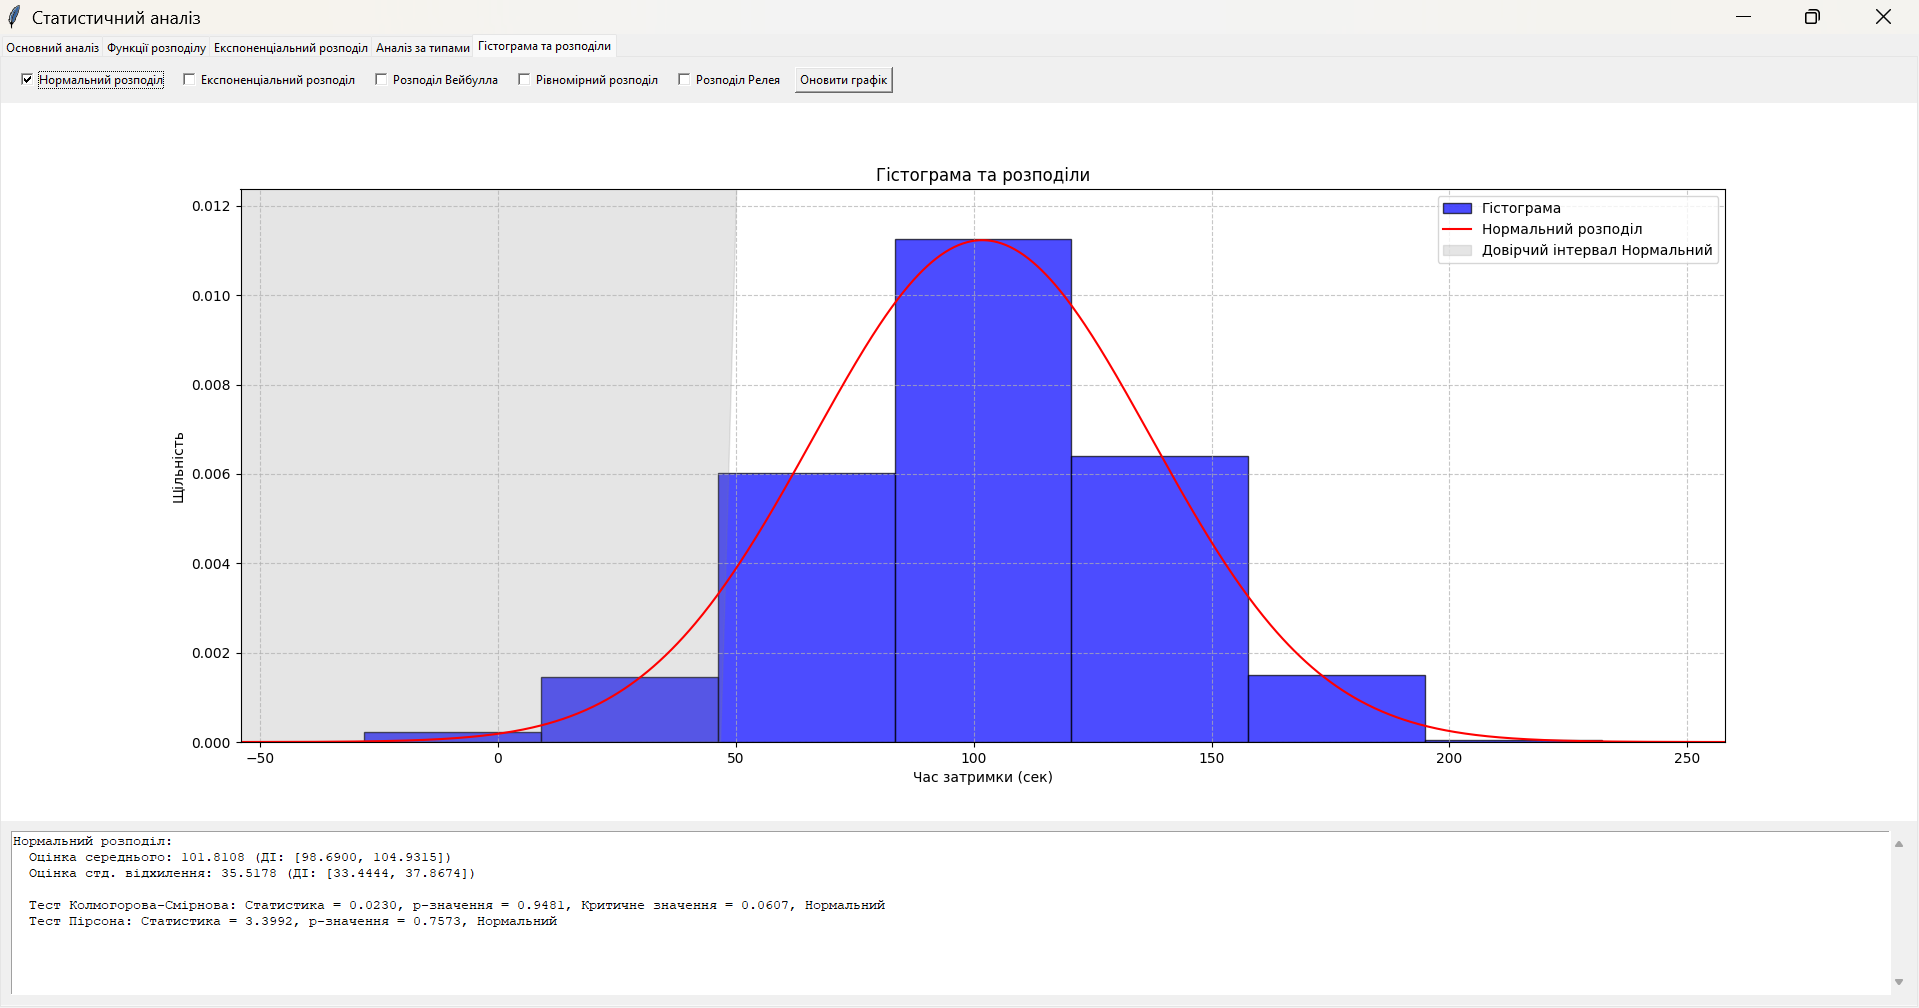 Статистичний аналіз
Основний аналіз Функції розподілу Експоненціальний розподіл Аналіз за типами Гістограма та розподіли
Нормальний розподіл Експоненціальний розподіл Розподіл Вейбулла Рівномірний розподіл Розподіл Релея Оновити графік
Гістограма та розподіли
Гістограма
Нормальний розподіл
Довірчий інтервал Нормальний
0.012
0.010
0.008
0.006
0.004
0.002
0.000
Щільність
−50 0 50 100 150 200 250
Час затримки (сек)
Нормальний розподіл:
Оцінка середнього: 101.8108 (ДІ: [98.6900, 104.9315])
Оцінка стд. відхилення: 35.5178 (ДІ: [33.4444, 37.8674])
Тест Колмогорова-Смірнова: Статистика = 0.0230, p-значення = 0.9481, Критичне значення = 0.0607, Нормальний
Тест Пірсона: Статистика = 3.3992, p-значення = 0.7573, Нормальний